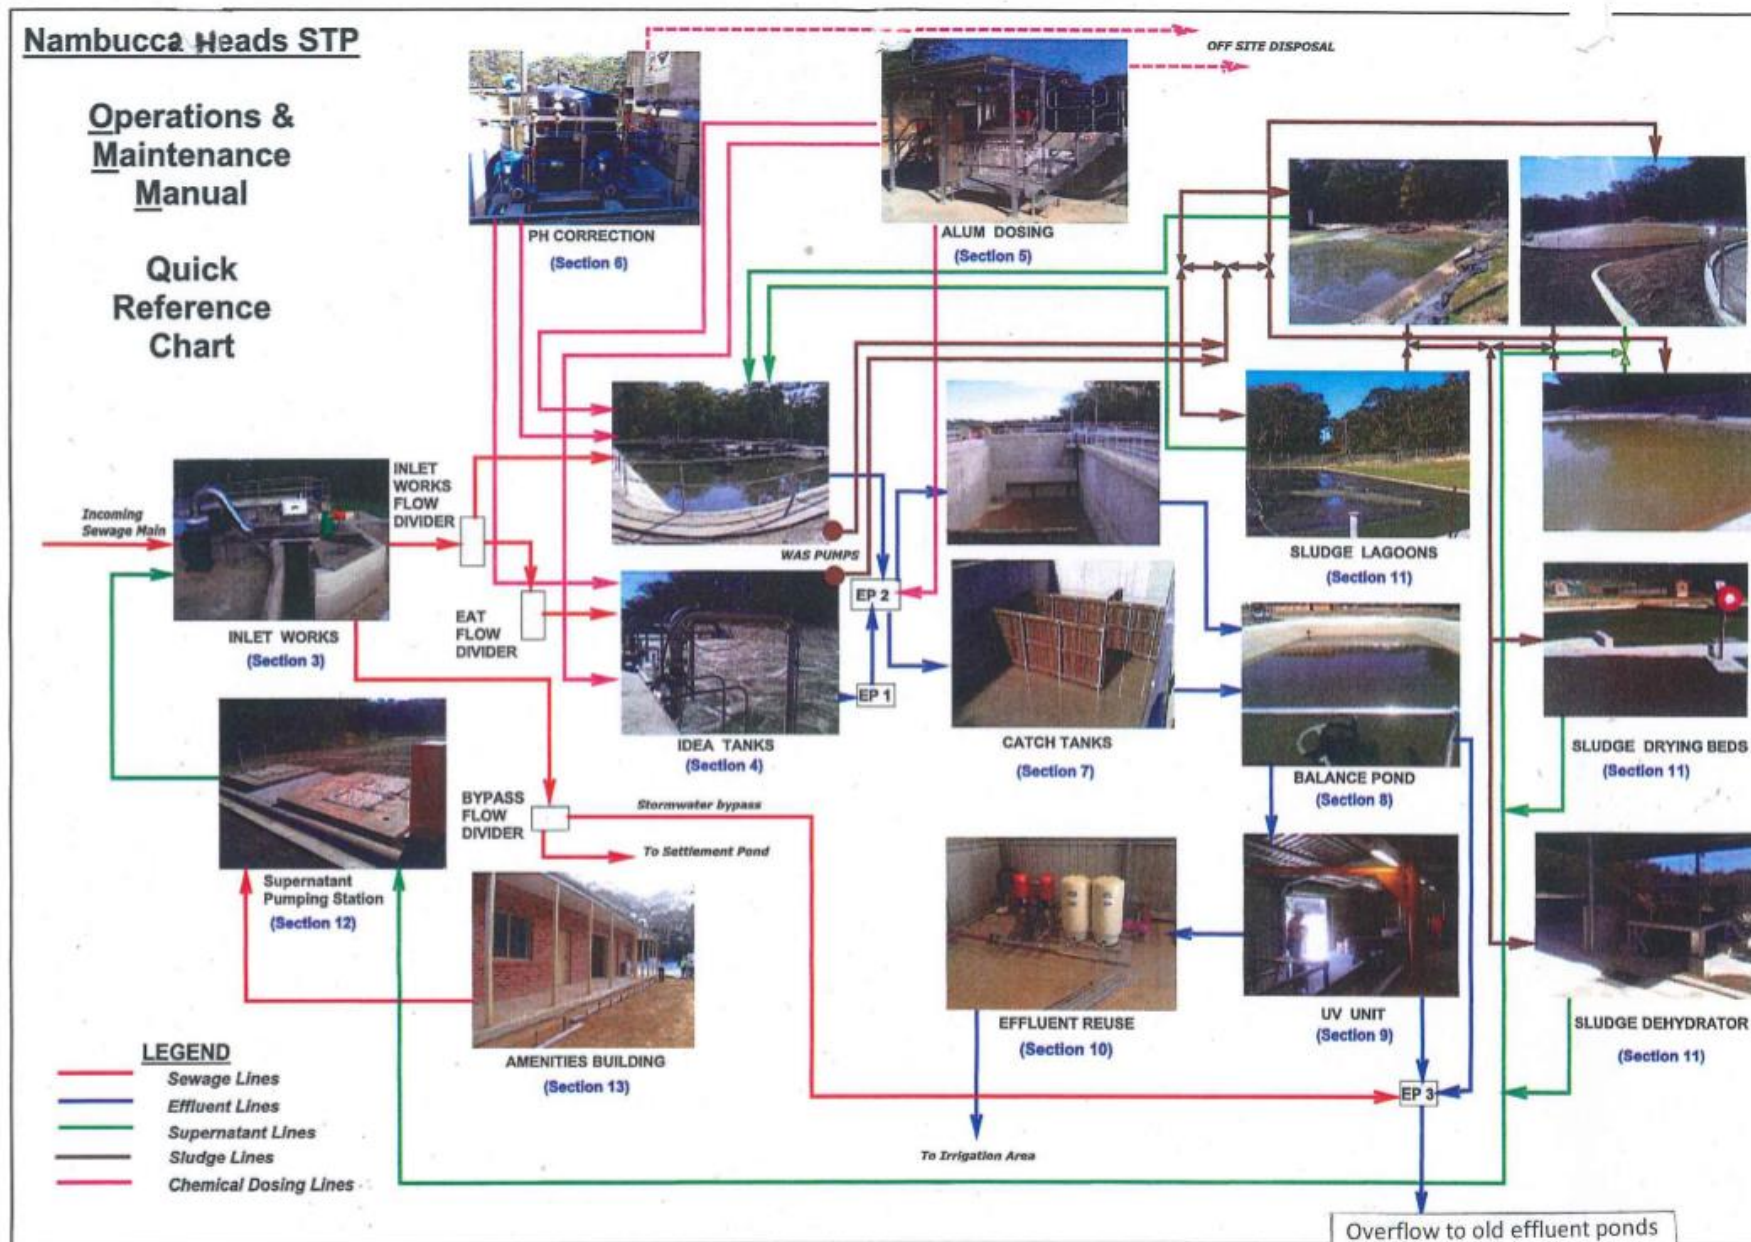 Nambucca Heads STP
Operations &
Maintenance
Manual
Quick
Reference
Chart
OFF SITE DISPOSAL
PH CORRECTION
(Section 6)
ALUM DOSING
(Section 5)
Incoming
Sewage Main
INLET
WORKS
FLOW
DIVIDER
INLET WORKS
(Section 3)
EAT
FLOW
DIVIDER
WAS PUMPS
EP 2
EP 1
IDEA TANKS
(Section 4)
CATCH TANKS
(Section 7)
SLUDGE LAGOONS
(Section 11)
BALANCE POND
(Section 8)
SLUDGE DRYING BEDS
(Section 11)
BYPASS
FLOW
DIVIDER
Stormwater bypass
To Settlement Pond
Supernatant
Pumping Station
(Section 12)
AMENITIES BUILDING
(Section 13)
EFFLUENT REUSE
(Section 10)
UV UNIT
(Section 9)
SLUDGE DEHYDRATOR
(Section 11)
EP 3
To Irrigation Area
Overflow to old effluent ponds
LEGEND
Sewage Lines
Effluent Lines
Supernatant Lines
Sludge Lines
Chemical Dosing Lines